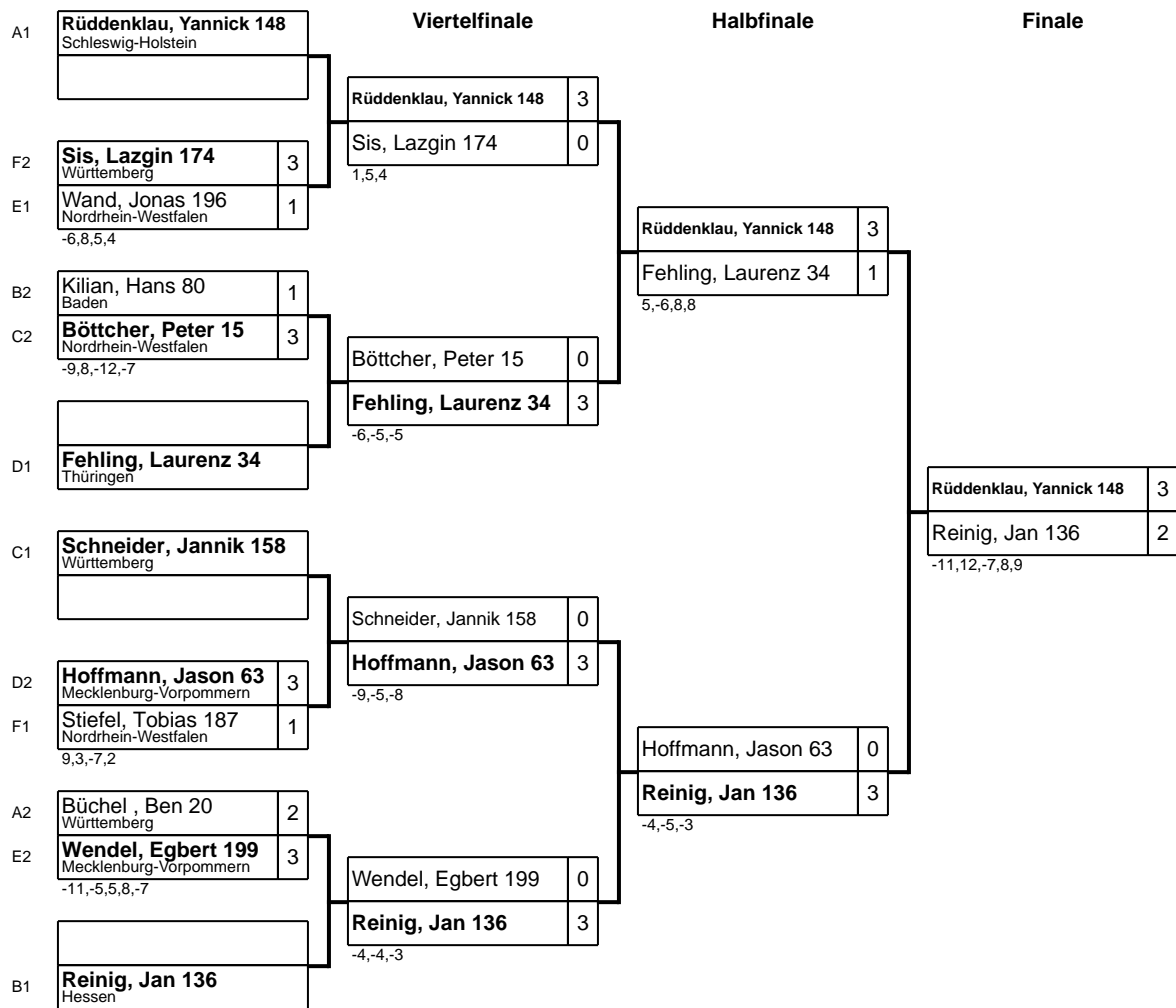 Viertelfinale
Halbfinale
Finale
A1
Rüddenklau, Yannick 148
Schleswig-Holstein
F2
Sis, Lazgin 174 3
Württemberg
E1
Wand, Jonas 196 1
Nordrhein-Westfalen
-6,8,5,4
B2
Kilian, Hans 80 1
Baden
C2
Böttcher, Peter 15 3
Nordrhein-Westfalen
-9,8,-12,-7
D1
Fehling, Laurenz 34
Thüringen
C1
Schneider, Jannik 158
Württemberg
D2
Hoffmann, Jason 63 3
Mecklenburg-Vorpommern
F1
Stiefel, Tobias 187 1
Nordrhein-Westfalen
9,3,-7,2
A2
Büchel , Ben 20 2
Württemberg
E2
Wendel, Egbert 199 3
Mecklenburg-Vorpommern
-11,-5,5,8,-7
B1
Reinig, Jan 136
Hessen
Rüddenklau, Yannick 148 3
Sis, Lazgin 174 0
1,5,4
Böttcher, Peter 15 0
Fehling, Laurenz 34 3
-6,-5,-5
Schneider, Jannik 158 0
Hoffmann, Jason 63 3
-9,-5,-8
Wendel, Egbert 199 0
Reinig, Jan 136 3
-4,-4,-3
Rüddenklau, Yannick 148 3
Fehling, Laurenz 34 1
5,-6,8,8
Hoffmann, Jason 63 0
Reinig, Jan 136 3
-4,-5,-3
Rüddenklau, Yannick 148 3
Reinig, Jan 136 2
-11,12,-7,8,9